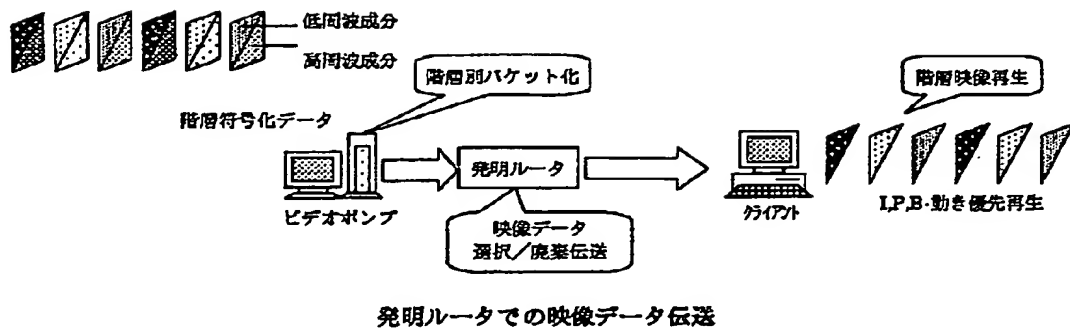 低周波成分
高周波成分
階層符号化データ
階層別パケット化
ビデオポンプ
発明ルータ
映像データ
選択/廃棄伝送
階層映像再生
クライアント
I,P,B・動き優先再生
発明ルータでの映像データ伝送